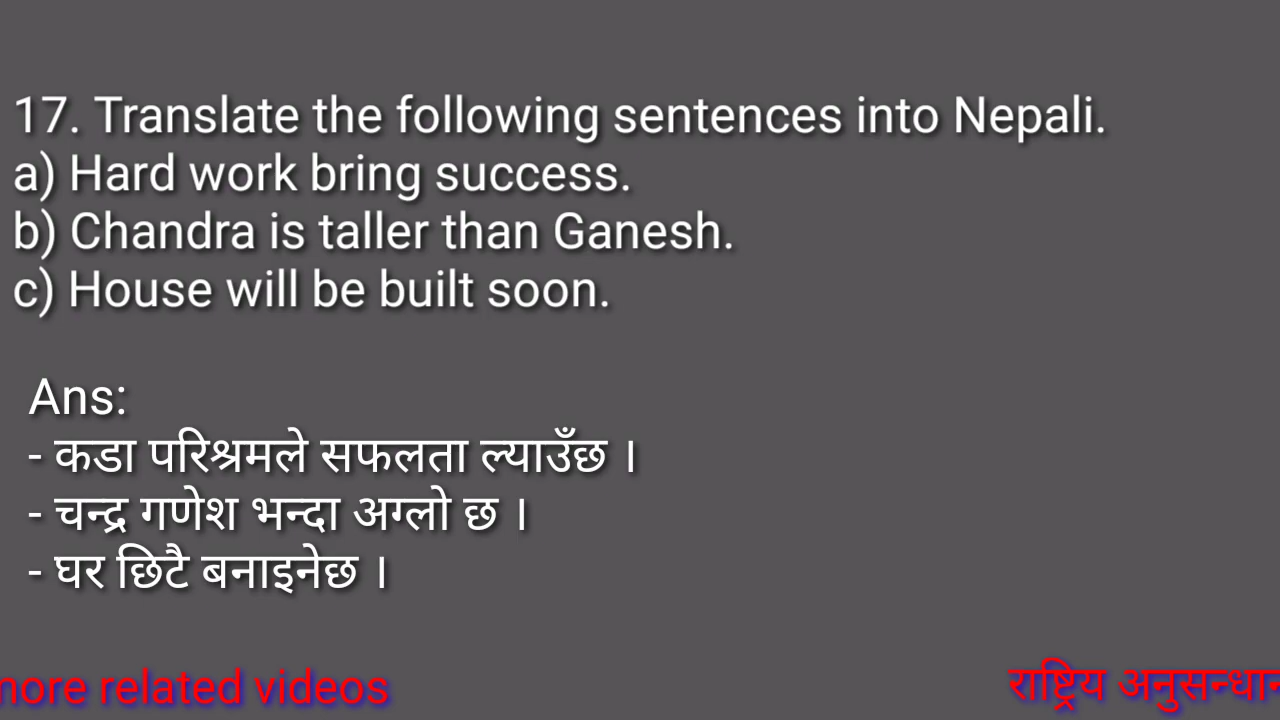 17. Translate the following sentences into Nepali.
a) Hard work bring success.
b) Chandra is taller than Ganesh.
c) House will be built soon.
Ans:
- कडा परिश्रमले सफलता ल्याउँछ ।
- चन्द्र गणेश भन्दा अग्लो छ ।
- घर छिटै बनाइनेछ ।
more related videos
राष्ट्रिय अनुसन्धान